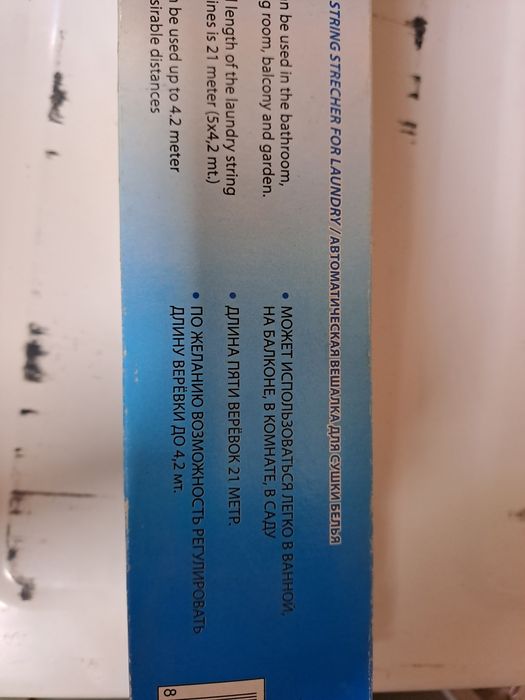 STRING STRECHER FOR LAUNDRY / АВТОМАТИЧЕСКАЯ ВЕШАЛКА ДЛЯ СУШКИ БЕЛЬЯ
n be used in the bathroom,
g room, balcony and garden.
length of the laundry string
ines is 21 meter (5x4,2 mt.)
n be used up to 4.2 meter
sirable distances
• МОЖЕТ ИСПОЛЬЗОВАТЬСЯ ЛЕГКО В ВАННОЙ,
НА БАЛКОНЕ, В КОМНАТЕ, В САДУ
• ДЛИНА ПЯТИ ВЕРЁВОК 21 МЕТР.
• ПО ЖЕЛАНИЮ ВОЗМОЖНОСТЬ РЕГУЛИРОВАТЬ
ДЛИНУ ВЕРЁВКИ ДО 4,2 МТ.
8